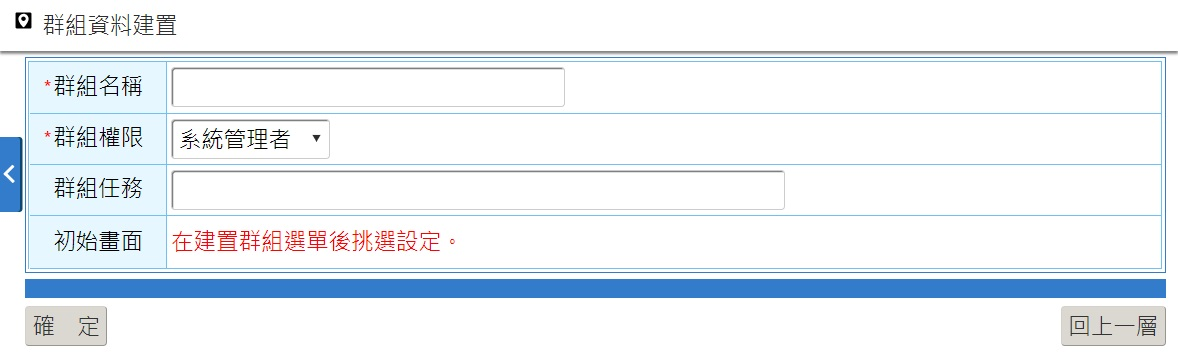 群組資料建置
*群組名稱
*群組權限 系統管理者
群組任務
初始畫面 在建置群組選單後挑選設定。
確 定 回上一層